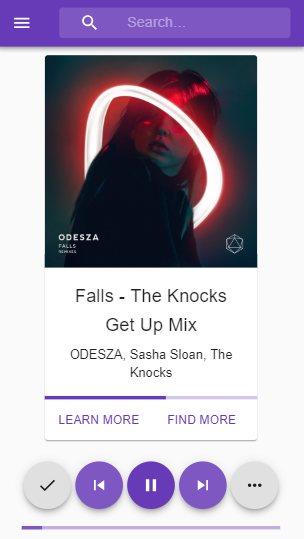 Search...
ODESZA
FALLS
REMIXES
Falls - The Knocks
Get Up Mix
ODESZA, Sasha Sloan, The
Knocks
LEARN MORE FIND MORE